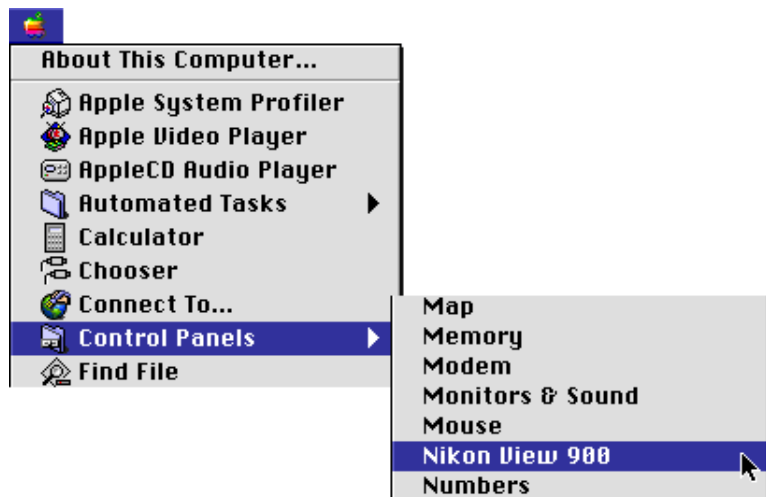 About This Computer...
Apple System Profiler
Apple Video Player
AppleCD Audio Player
Automated Tasks
Calculator
Chooser
Connect To...
Control Panels
Find File
Map
Memory
Modem
Monitors & Sound
Mouse
Nikon View 900
Numbers